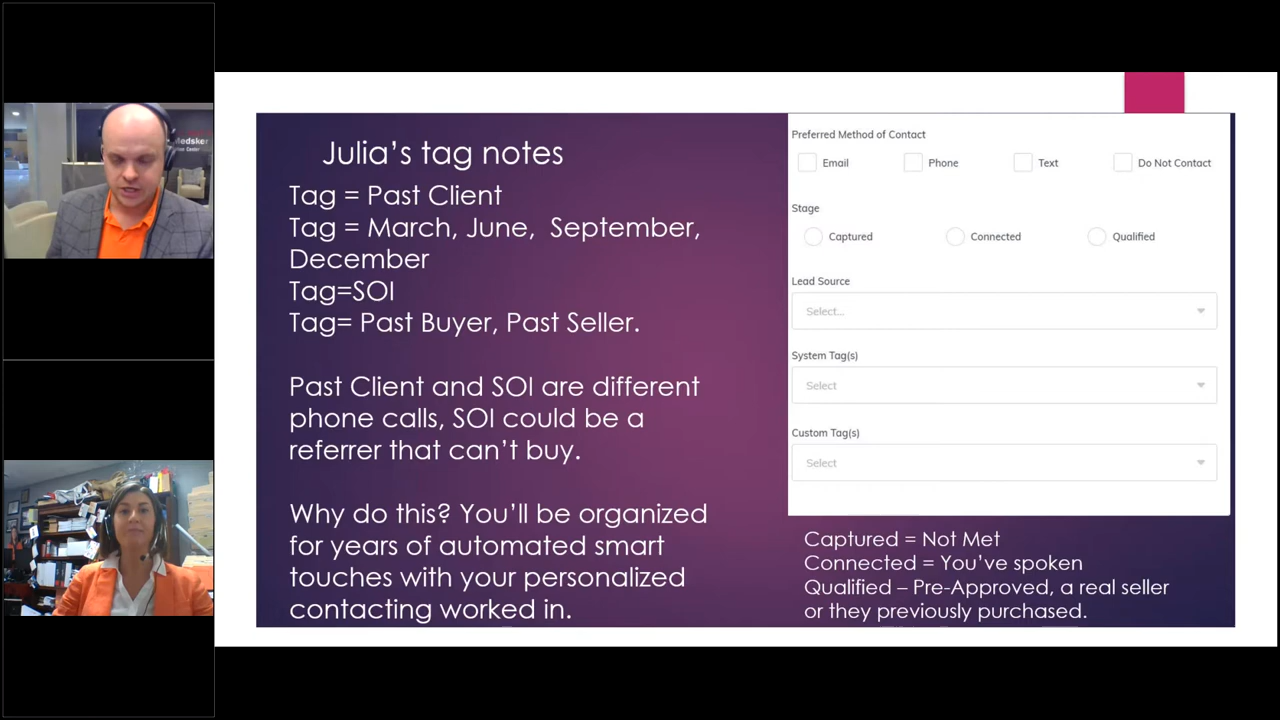 Medsker
Julia’s tag notes
Tag = Past Client
Tag = March, June, September,
December
Tag=SOI
Tag= Past Buyer, Past Seller.
Past Client and SOI are different
phone calls, SOI could be a
referrer that can’t buy.
Why do this? You’ll be organized
for years of automated smart
touches with your personalized
contacting worked in.
Preferred Method of Contact
Email Phone Text Do Not Contact
Stage
Captured Connected Qualified
Lead Source
Select...
System Tag(s)
Select
Custom Tag(s)
Select
Captured = Not Met
Connected = You’ve spoken
Qualified – Pre-Approved, a real seller
or they previously purchased.